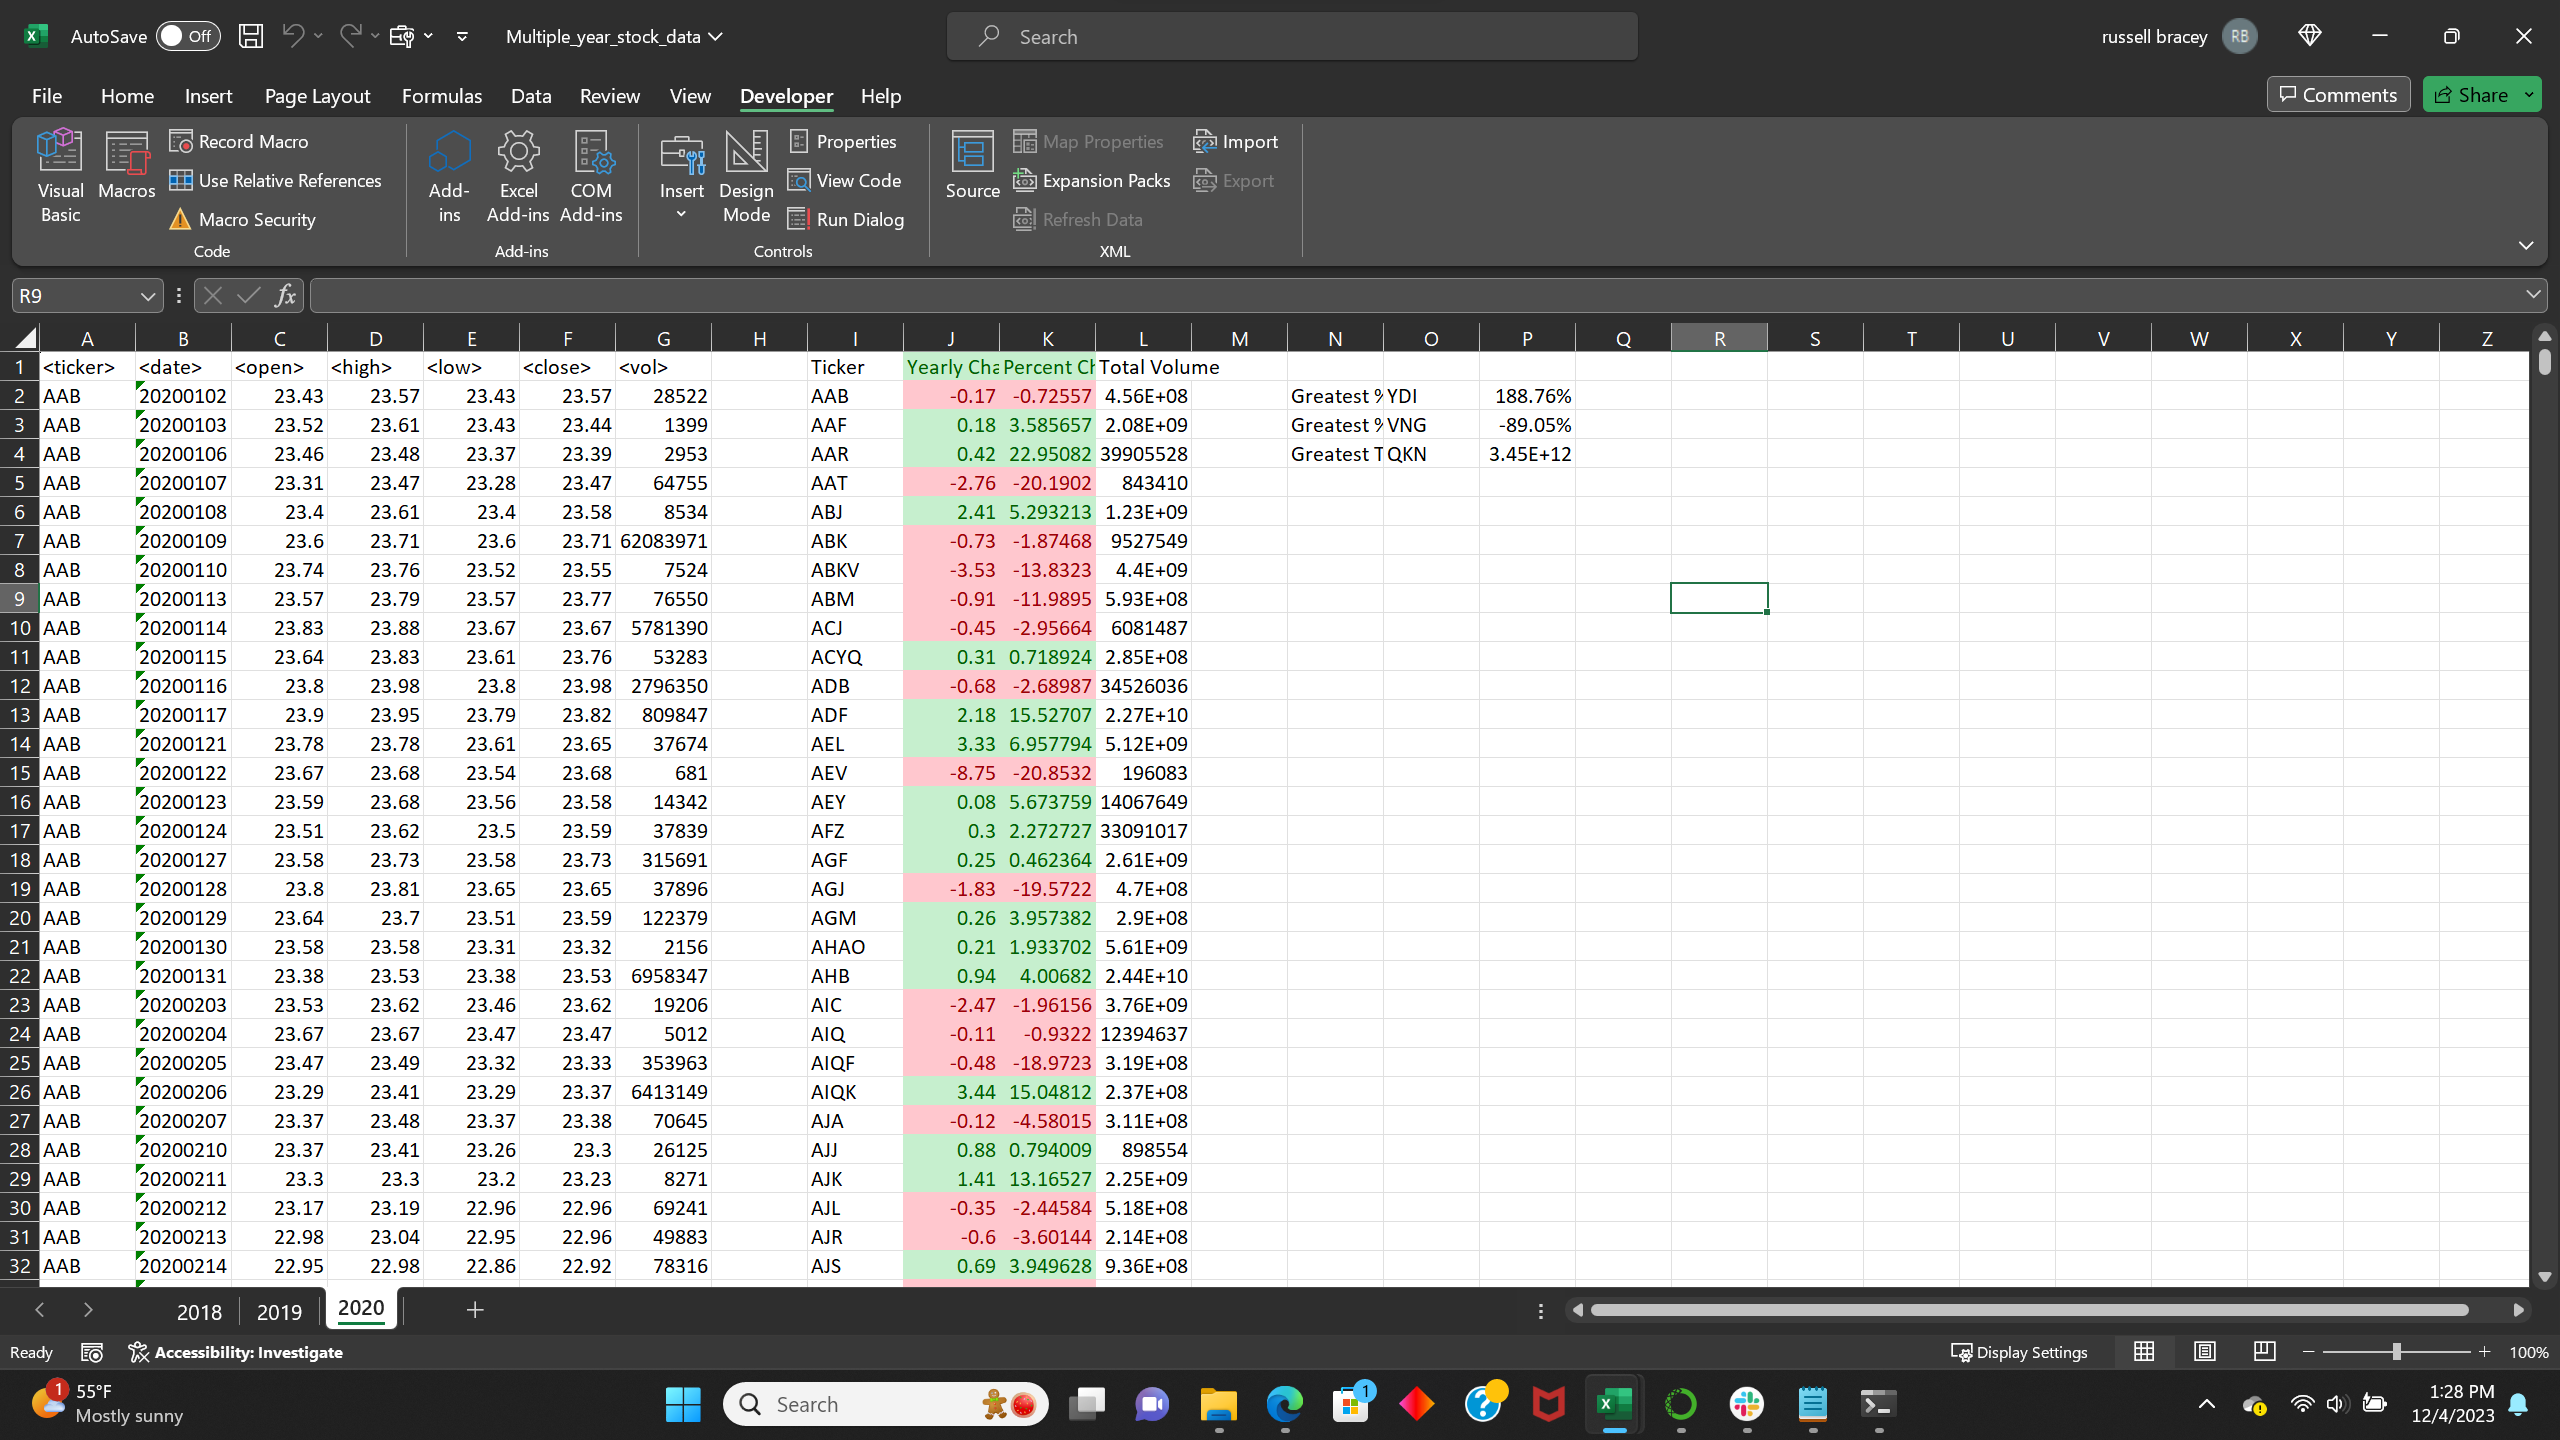 AutoSave Off Multiple_year_stock_data Search russell bracey RB
File Home Insert Page Layout Formulas Data Review View Developer Help Comments Share
Visual Basic Macros Record Macro Use Relative References Macro Security Code
Add-ins Excel Add-ins COM Add-ins Add-ins
Insert Design Mode Properties View Code Run Dialog Controls
Source Map Properties Expansion Packs Refresh Data Import Export XML
R9 fx
A B C D E F G H I J K L M N O P Q R S T U V W X Y Z
1 <ticker> <date> <open> <high> <low> <close> <vol> Ticker Yearly Cha Percent Ch Total Volume
2 AAB 20200102 23.43 23.57 23.43 23.57 28522 AAB -0.17 -0.72557 4.56E+08 Greatest % YDI 188.76%
3 AAB 20200103 23.52 23.61 23.43 23.44 1399 AAF 0.18 3.585657 2.08E+09 Greatest % VNG -89.05%
4 AAB 20200106 23.46 23.48 23.37 23.39 2953 AAR 0.42 22.95082 39905528 Greatest T QKN 3.45E+12
5 AAB 20200107 23.31 23.47 23.28 23.47 64755 AAT -2.76 -20.1902 843410
6 AAB 20200108 23.4 23.61 23.4 23.58 8534 ABJ 2.41 5.293213 1.23E+09
7 AAB 20200109 23.6 23.71 23.6 23.71 62083971 ABK -0.73 -1.87468 9527549
8 AAB 20200110 23.74 23.76 23.52 23.55 7524 ABKV -3.53 -13.8323 4.4E+09
9 AAB 20200113 23.57 23.79 23.57 23.77 76550 ABM -0.91 -11.9895 5.93E+08
10 AAB 20200114 23.83 23.88 23.67 23.67 5781390 ACJ -0.45 -2.95664 6081487
11 AAB 20200115 23.64 23.83 23.61 23.76 53283 ACYQ 0.31 0.718924 2.85E+08
12 AAB 20200116 23.8 23.98 23.8 23.98 2796350 ADB -0.68 -2.68987 34526036
13 AAB 20200117 23.9 23.95 23.79 23.82 809847 ADF 2.18 15.52707 2.27E+10
14 AAB 20200121 23.78 23.78 23.61 23.65 37674 AEL 3.33 6.957794 5.12E+09
15 AAB 20200122 23.67 23.68 23.54 23.68 681 AEV -8.75 -20.8532 196083
16 AAB 20200123 23.59 23.68 23.56 23.58 14342 AEY 0.08 5.673759 14067649
17 AAB 20200124 23.51 23.62 23.5 23.59 37839 AFZ 0.3 2.272727 33091017
18 AAB 20200127 23.58 23.73 23.58 23.73 315691 AGF 0.25 0.462364 2.61E+09
19 AAB 20200128 23.8 23.81 23.65 23.65 37896 AGJ -1.83 -19.5722 4.7E+08
20 AAB 20200129 23.64 23.7 23.51 23.59 122379 AGM 0.26 3.957382 2.9E+08
21 AAB 20200130 23.58 23.58 23.31 23.32 2156 AHAO 0.21 1.933702 5.61E+09
22 AAB 20200131 23.38 23.53 23.38 23.53 6958347 AHB 0.94 4.00682 2.44E+10
23 AAB 20200203 23.53 23.62 23.46 23.62 19206 AIC -2.47 -1.96156 3.76E+09
24 AAB 20200204 23.67 23.67 23.47 23.47 5012 AIQ -0.11 -0.9322 12394637
25 AAB 20200205 23.47 23.49 23.32 23.33 353963 AIQF -0.48 -18.9723 3.19E+08
26 AAB 20200206 23.29 23.41 23.29 23.37 6413149 AIQK 3.44 15.04812 2.37E+08
27 AAB 20200207 23.37 23.48 23.37 23.38 70645 AJA -0.12 -4.58015 3.11E+08
28 AAB 20200210 23.37 23.41 23.26 23.3 26125 AJJ 0.88 0.794009 898554
29 AAB 20200211 23.3 23.3 23.2 23.23 8271 AJK 1.41 13.16527 2.25E+09
30 AAB 20200212 23.17 23.19 22.96 22.96 69241 AJL -0.35 -2.44584 5.18E+08
31 AAB 20200213 22.98 23.04 22.95 22.96 49883 AJR -0.6 -3.60144 2.14E+08
32 AAB 20200214 22.95 22.98 22.86 22.92 78316 AJS 0.69 3.949628 9.36E+08
2018 2019 2020
Ready Accessibility: Investigate Display Settings 100%
1 55°F Mostly sunny Search 1 1:28 PM 12/4/2023